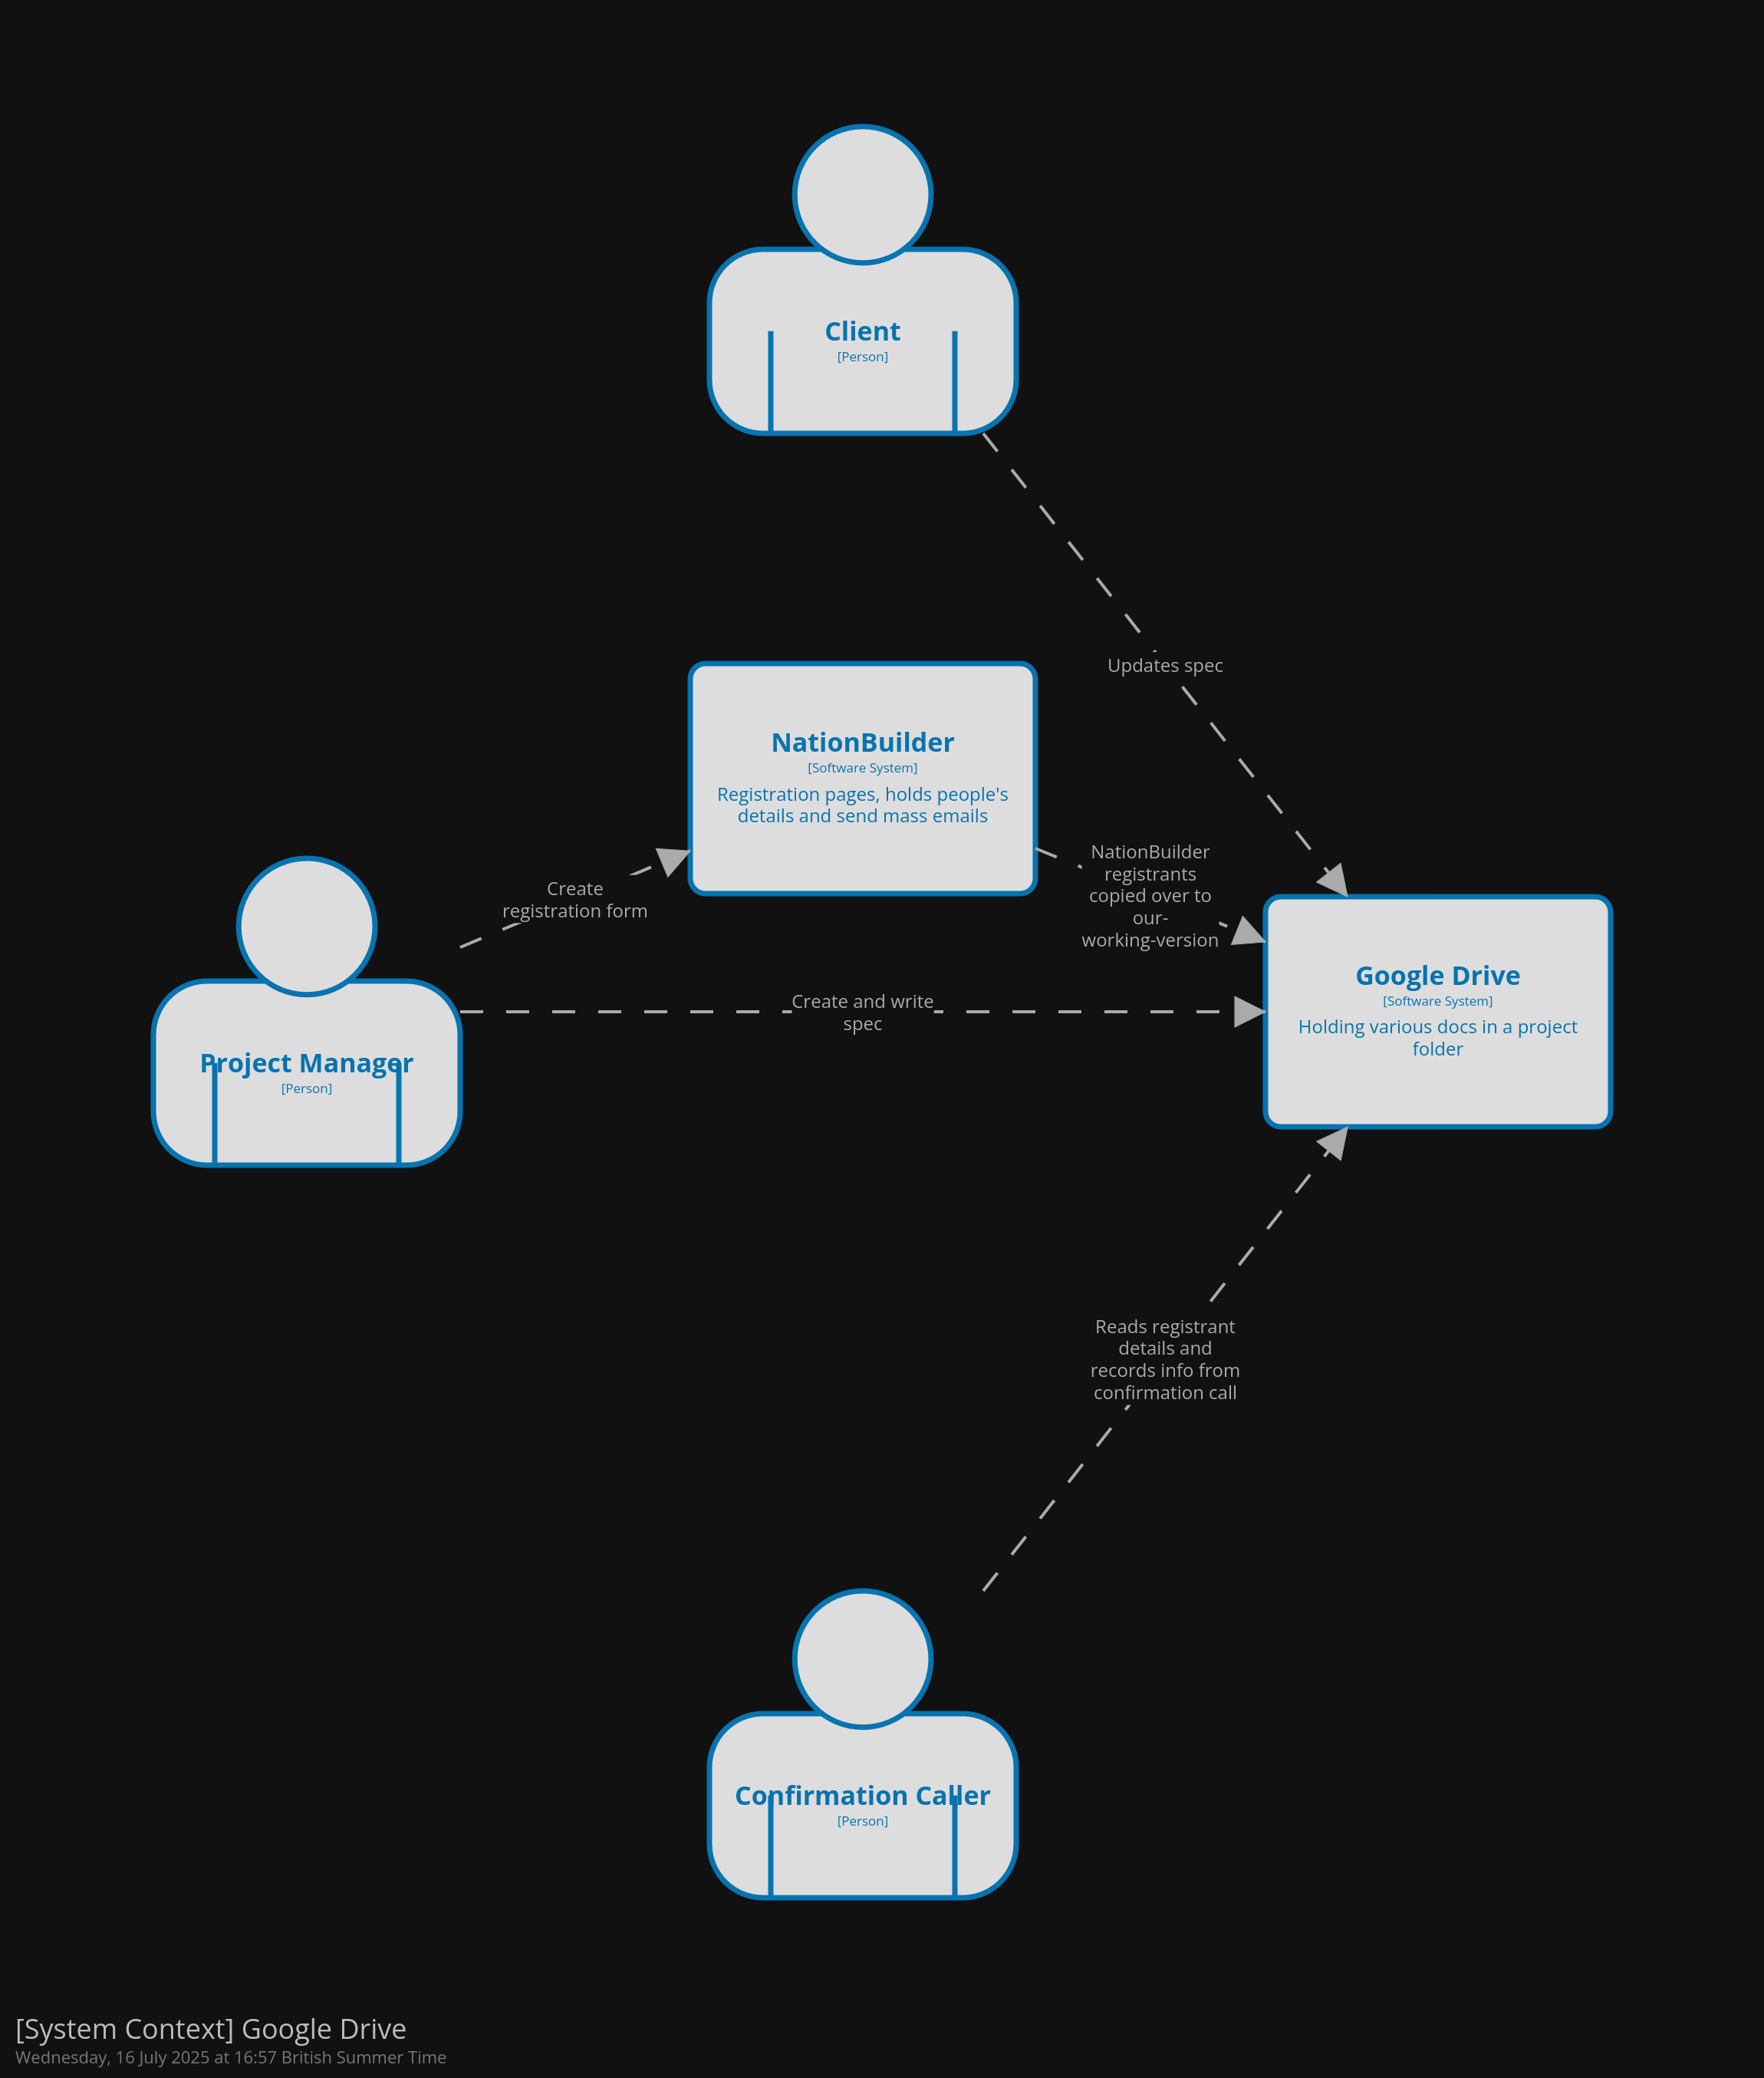 Client
[Person]
Updates spec
NationBuilder
[Software System]
Registration pages, holds people's
details and send mass emails
NationBuilder
registrants
copied over to
our-
working-version
Create
registration form
Google Drive
[Software System]
Holding various docs in a project
folder
Create and write
spec
Project Manager
[Person]
Reads registrant
details and
records info from
confirmation call
Confirmation Caller
[Person]
[System Context] Google Drive
Wednesday, 16 July 2025 at 16:57 British Summer Time